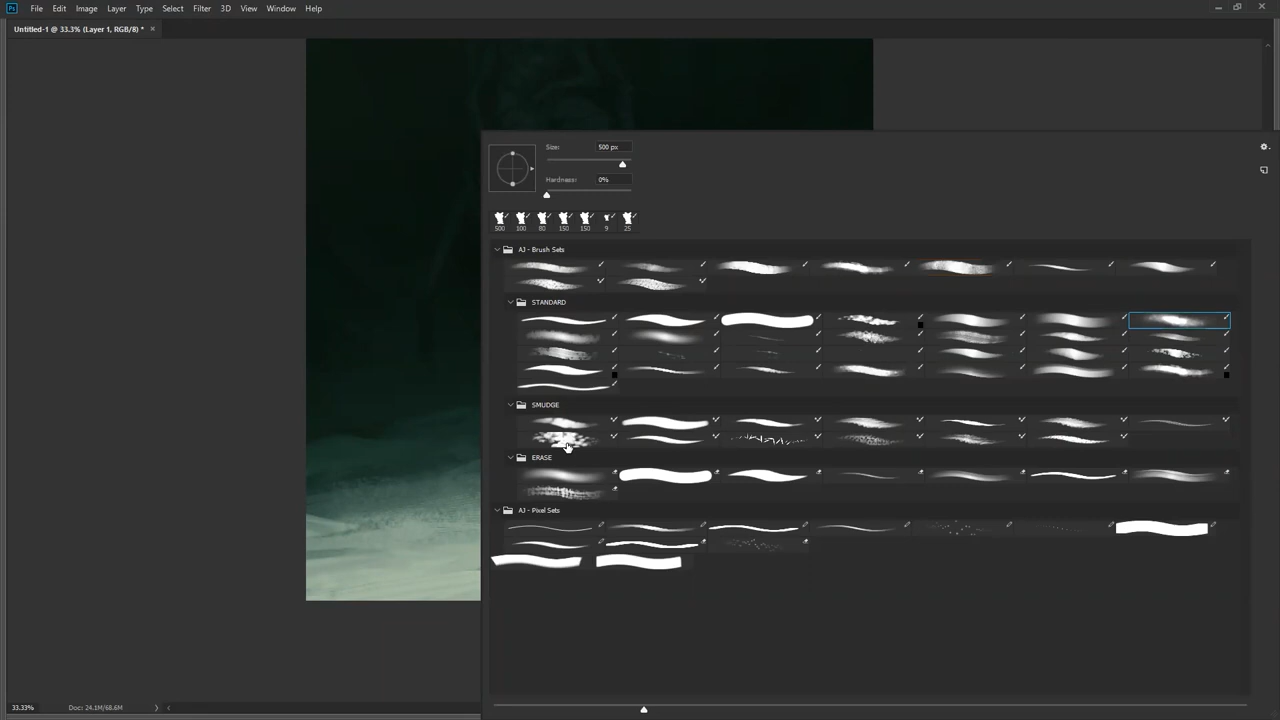 Ps File Edit Image Layer Type Select Filter 3D View Window Help
Untitled-1 @ 33.3% (Layer 1, RGB/8) *
Size: 500 px
Hardness: 0%
500 100 80 150 150 9 25
AJ - Brush Sets
STANDARD
SMUDGE
ERASE
AJ - Pixel Sets
33.33% Doc: 24.1M/68.6M